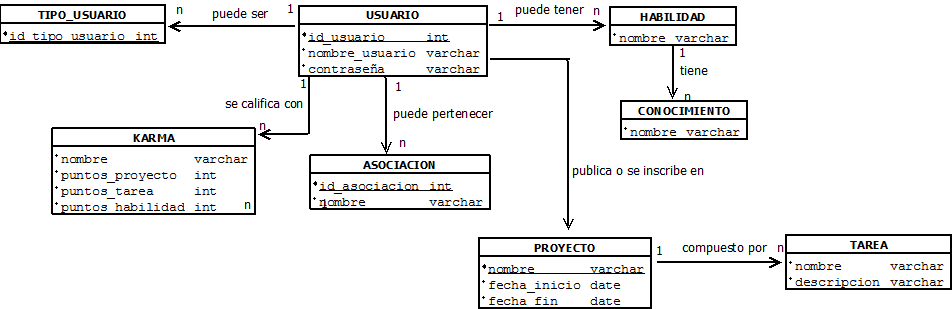 TIPO_USUARIO
id_tipo_usuario int
n
puede ser
1
USUARIO
id_usuario int
nombre_usuario varchar
contraseña varchar
1
puede tener
n
HABILIDAD
nombre varchar
1
tiene
n
CONOCIMIENTO
nombre varchar
1
se califica con
n
KARMA
nombre varchar
puntos_proyecto int
puntos_tarea int
puntos_habilidad int
n
1
puede pertenecer
n
ASOCIACION
id_asociacion int
nombre varchar
1
publica o se inscribe en
PROYECTO
nombre varchar
fecha_inicio date
fecha_fin date
1
compuesto por
n
TAREA
nombre varchar
descripcion varchar